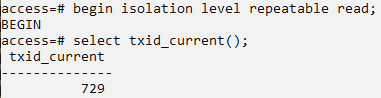 access=# begin isolation level repeatable read;
BEGIN
access=# select txid_current();
 txid_current
--------------
          729